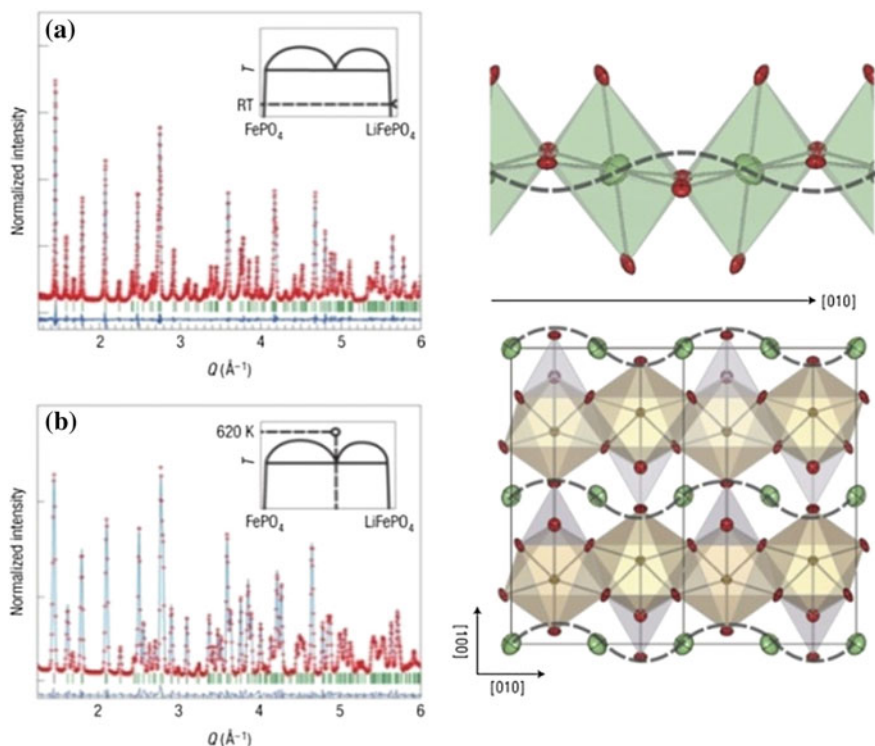 (a)
Normalized intensity
T
RT
FePO₄ LiFePO₄
2 3 4 5 6
Q (Å⁻¹)
(b)
Normalized intensity
620 K
T
FePO₄ LiFePO₄
2 3 4 5 6
Q (Å⁻¹)
[010]
[100]
[010]